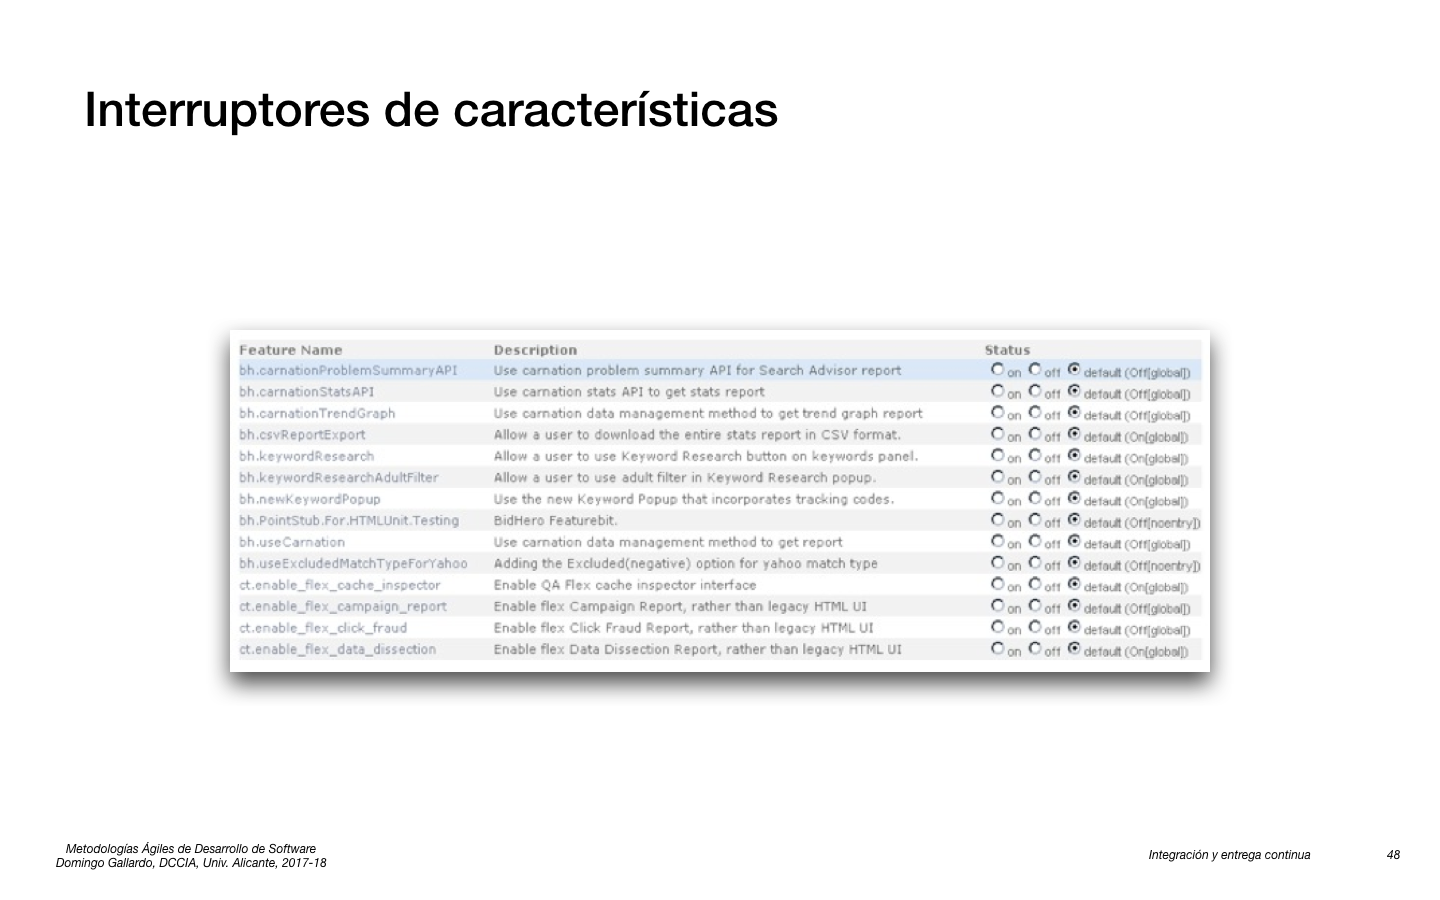 Interruptores de características
Feature Name Description Status
bh.carnationProblemSummaryAPI Use carnation problem summary API for Search Advisor report on off default (Off[global])
bh.carnationStatsAPI Use carnation stats API to get stats report on off default (Off[global])
bh.carnationTrendGraph Use carnation data management method to get trend graph report on off default (Off[global])
bh.csvReportExport Allow a user to download the entire stats report in CSV format. on off default (On[global])
bh.keywordResearch Allow a user to use Keyword Research button on keywords panel. on off default (On[global])
bh.keywordResearchAdultFilter Allow a user to use adult filter in Keyword Research popup. on off default (On[global])
bh.newKeywordPopup Use the new Keyword Popup that incorporates tracking codes. on off default (On[global])
bh.PointStub.For.HTMLUnit.Testing BidHero Featurebit. on off default (Off[noentry])
bh.useCarnation Use carnation data management method to get report on off default (Off[global])
bh.useExcludedMatchTypeForYahoo Adding the Excluded(negative) option for yahoo match type on off default (Off[noentry])
ct.enable_flex_cache_inspector Enable QA Flex cache inspector interface on off default (On[global])
ct.enable_flex_campaign_report Enable flex Campaign Report, rather than legacy HTML UI on off default (Off[global])
ct.enable_flex_click_fraud Enable flex Click Fraud Report, rather than legacy HTML UI on off default (Off[global])
ct.enable_flex_data_dissection Enable flex Data Dissection Report, rather than legacy HTML UI on off default (On[global])
Metodologías Ágiles de Desarrollo de Software
Domingo Gallardo, DCCIA, Univ. Alicante, 2017-18
Integración y entrega continua 48